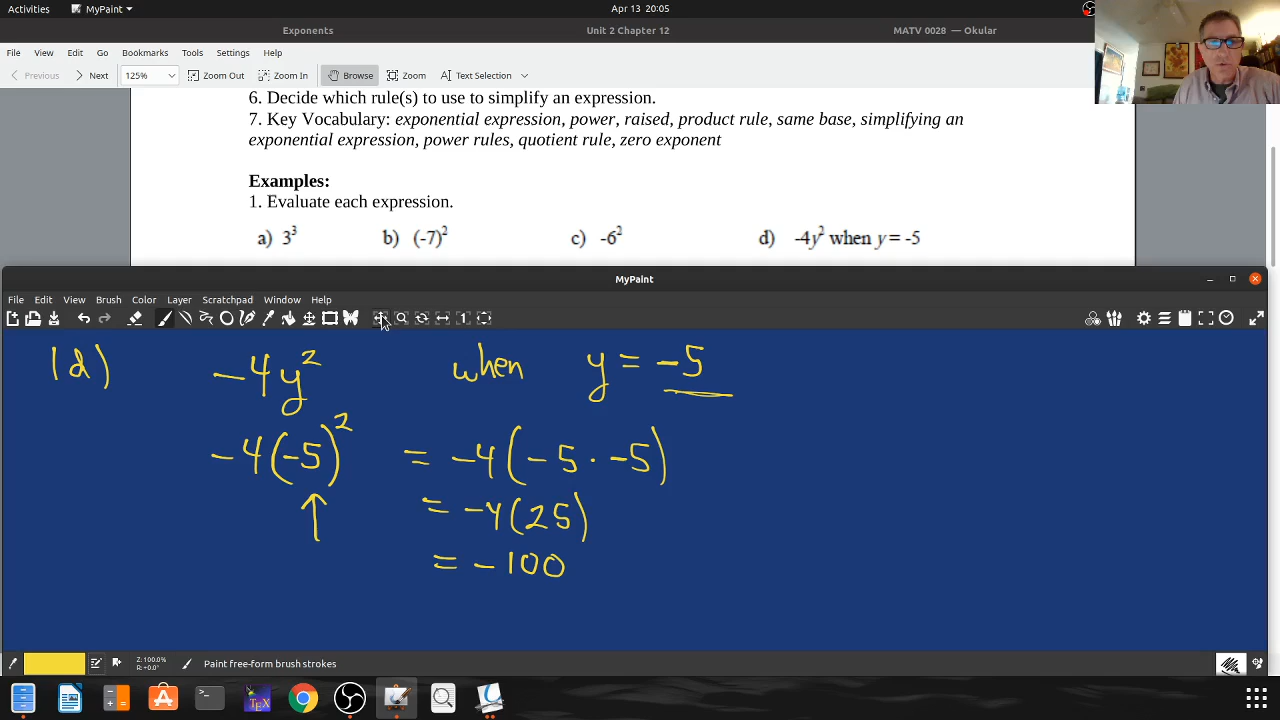 Activities MyPaint Apr 13 20:05
Exponents Unit 2 Chapter 12 MATV 0028 — Okular
File View Edit Go Bookmarks Tools Settings Help
Previous Next 125% Zoom Out Zoom In Browse Zoom Text Selection
6. Decide which rule(s) to use to simplify an expression.
7. Key Vocabulary: exponential expression, power, raised, product rule, same base, simplifying an
exponential expression, power rules, quotient rule, zero exponent
Examples:
1. Evaluate each expression.
a) 3³ b) (-7)² c) -6² d) -4y² when y = -5
MyPaint
File Edit View Brush Color Layer Scratchpad Window Help
1d) -4y² when y = -5
-4(-5)² = -4(-5 · -5)
= -4(25)
= -100
Z: 100.0%
R: +0.0°
Paint free-form brush strokes